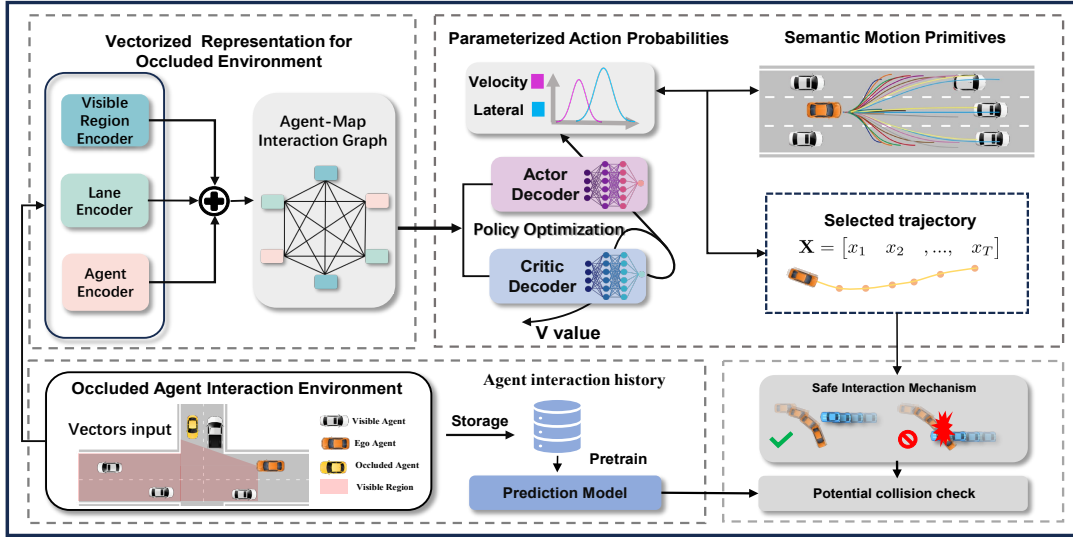 Vectorized Representation for
Occluded Environment
Visible
Region
Encoder
Lane
Encoder
Agent
Encoder
Agent-Map
Interaction Graph
Parameterized Action Probabilities
Velocity
Lateral
Actor
Decoder
Policy Optimization
Critic
Decoder
V value
Semantic Motion Primitives
Selected trajectory
X = [x1 x2 ,..., xT]
Occluded Agent Interaction Environment
Vectors input
Visible Agent
Ego Agent
Occluded Agent
Visible Region
Storage
Agent interaction history
Pretrain
Prediction Model
Safe Interaction Mechanism
Potential collision check